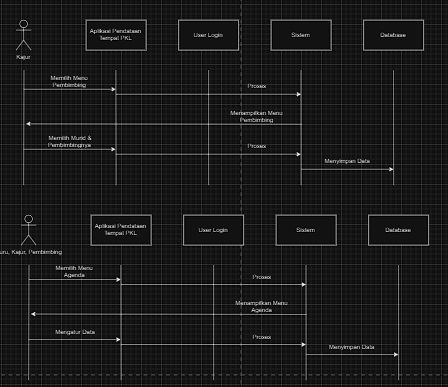 Aplikasi Pendataan
Tempat PKL
User Login
Sistem
Database
Kajur
Memilih Menu
Pembimbing
Proses
Menampilkan Menu
Pembimbing
Memilih Murid &
Pembimbingnya
Proses
Menyimpan Data
Aplikasi Pendataan
Tempat PKL
User Login
Sistem
Database
uru, Kajur, Pembimbing
Memilih Menu
Agenda
Proses
Menampilkan Menu
Agenda
Mengatur Data
Proses
Menyimpan Data